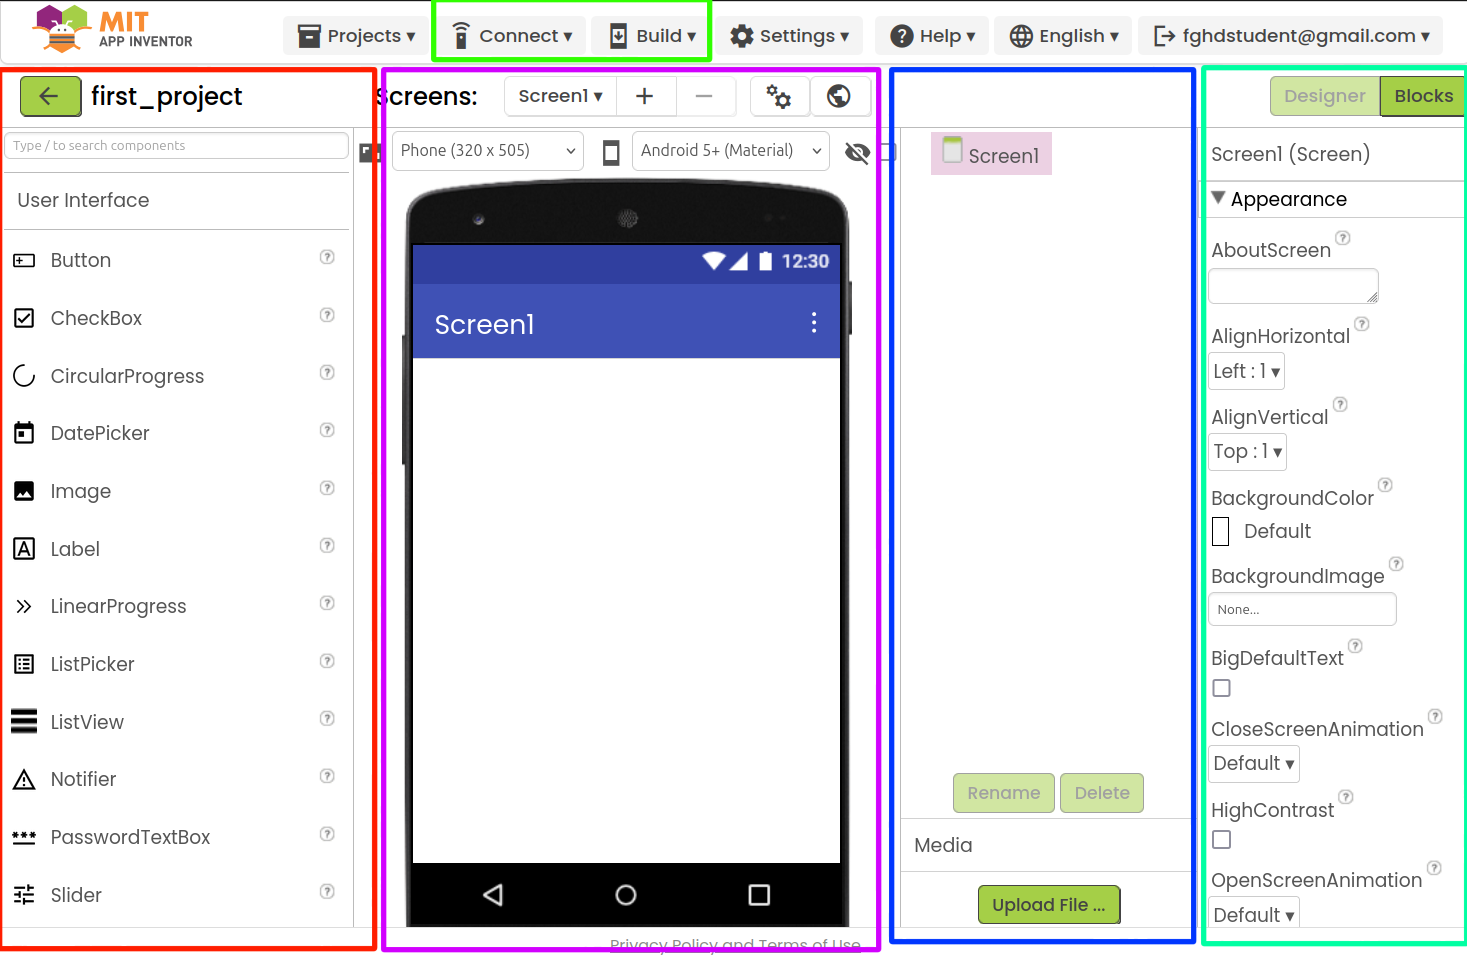 MIT
APP INVENTOR
Projects ▾
Connect ▾
Build ▾
Settings ▾
Help ▾
English ▾
fghdstudent@gmail.com ▾
first_project
Screens:
Screen1 ▾
+
−
Designer
Blocks
Type / to search components
User Interface
Button
CheckBox
CircularProgress
DatePicker
Image
Label
LinearProgress
ListPicker
ListView
Notifier
PasswordTextBox
Slider
Phone (320 x 505)
Android 5+ (Material)
12:30
Screen1
Privacy Policy and Terms of Use
Screen1
Rename
Delete
Media
Upload File ...
Screen1 (Screen)
Appearance
AboutScreen
AlignHorizontal
Left : 1 ▾
AlignVertical
Top : 1 ▾
BackgroundColor
Default
BackgroundImage
None...
BigDefaultText
CloseScreenAnimation
Default ▾
HighContrast
OpenScreenAnimation
Default ▾